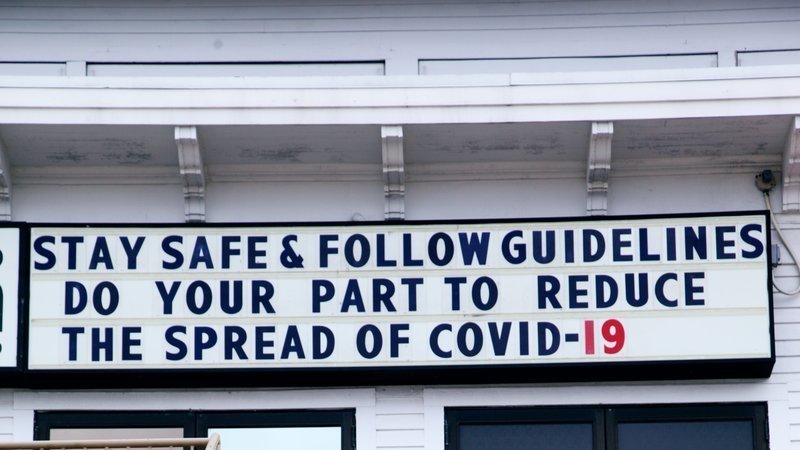 STAY SAFE & FOLLOW GUIDELINES
DO YOUR PART TO REDUCE
THE SPREAD OF COVID-19